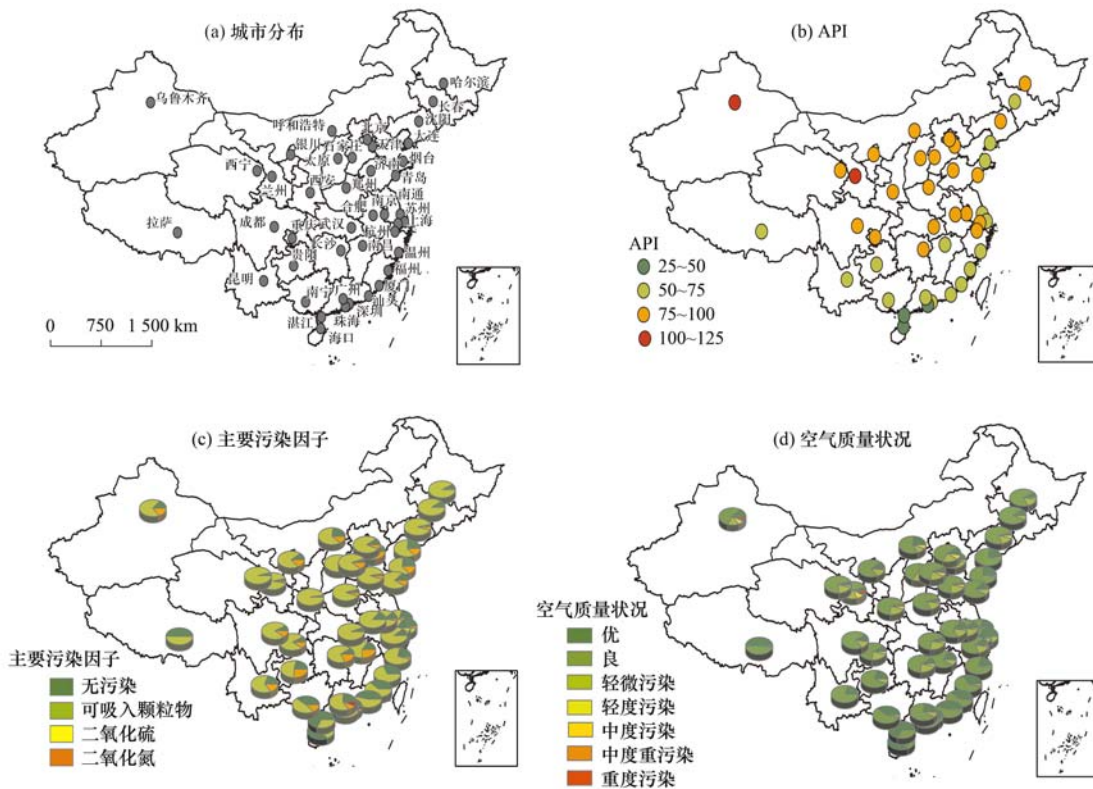 (a) 城市分布
哈尔滨
长春
乌鲁木齐
沈阳
呼和浩特
北京
大连
银川
石家庄
天津
烟台
太原
济南
西宁
青岛
兰州
西安
郑州
南通
合肥
南京
苏州
拉萨
成都
重庆
武汉
上海
杭州
长沙
南昌
温州
贵阳
福州
昆明
厦门
南宁
广州
汕头
深圳
湛江
珠海
海口
0 750 1 500 km
(b) API
API
25~50
50~75
75~100
100~125
(c) 主要污染因子
主要污染因子
无污染
可吸入颗粒物
二氧化硫
二氧化氮
(d) 空气质量状况
空气质量状况
优
良
轻微污染
轻度污染
中度污染
中度重污染
重度污染